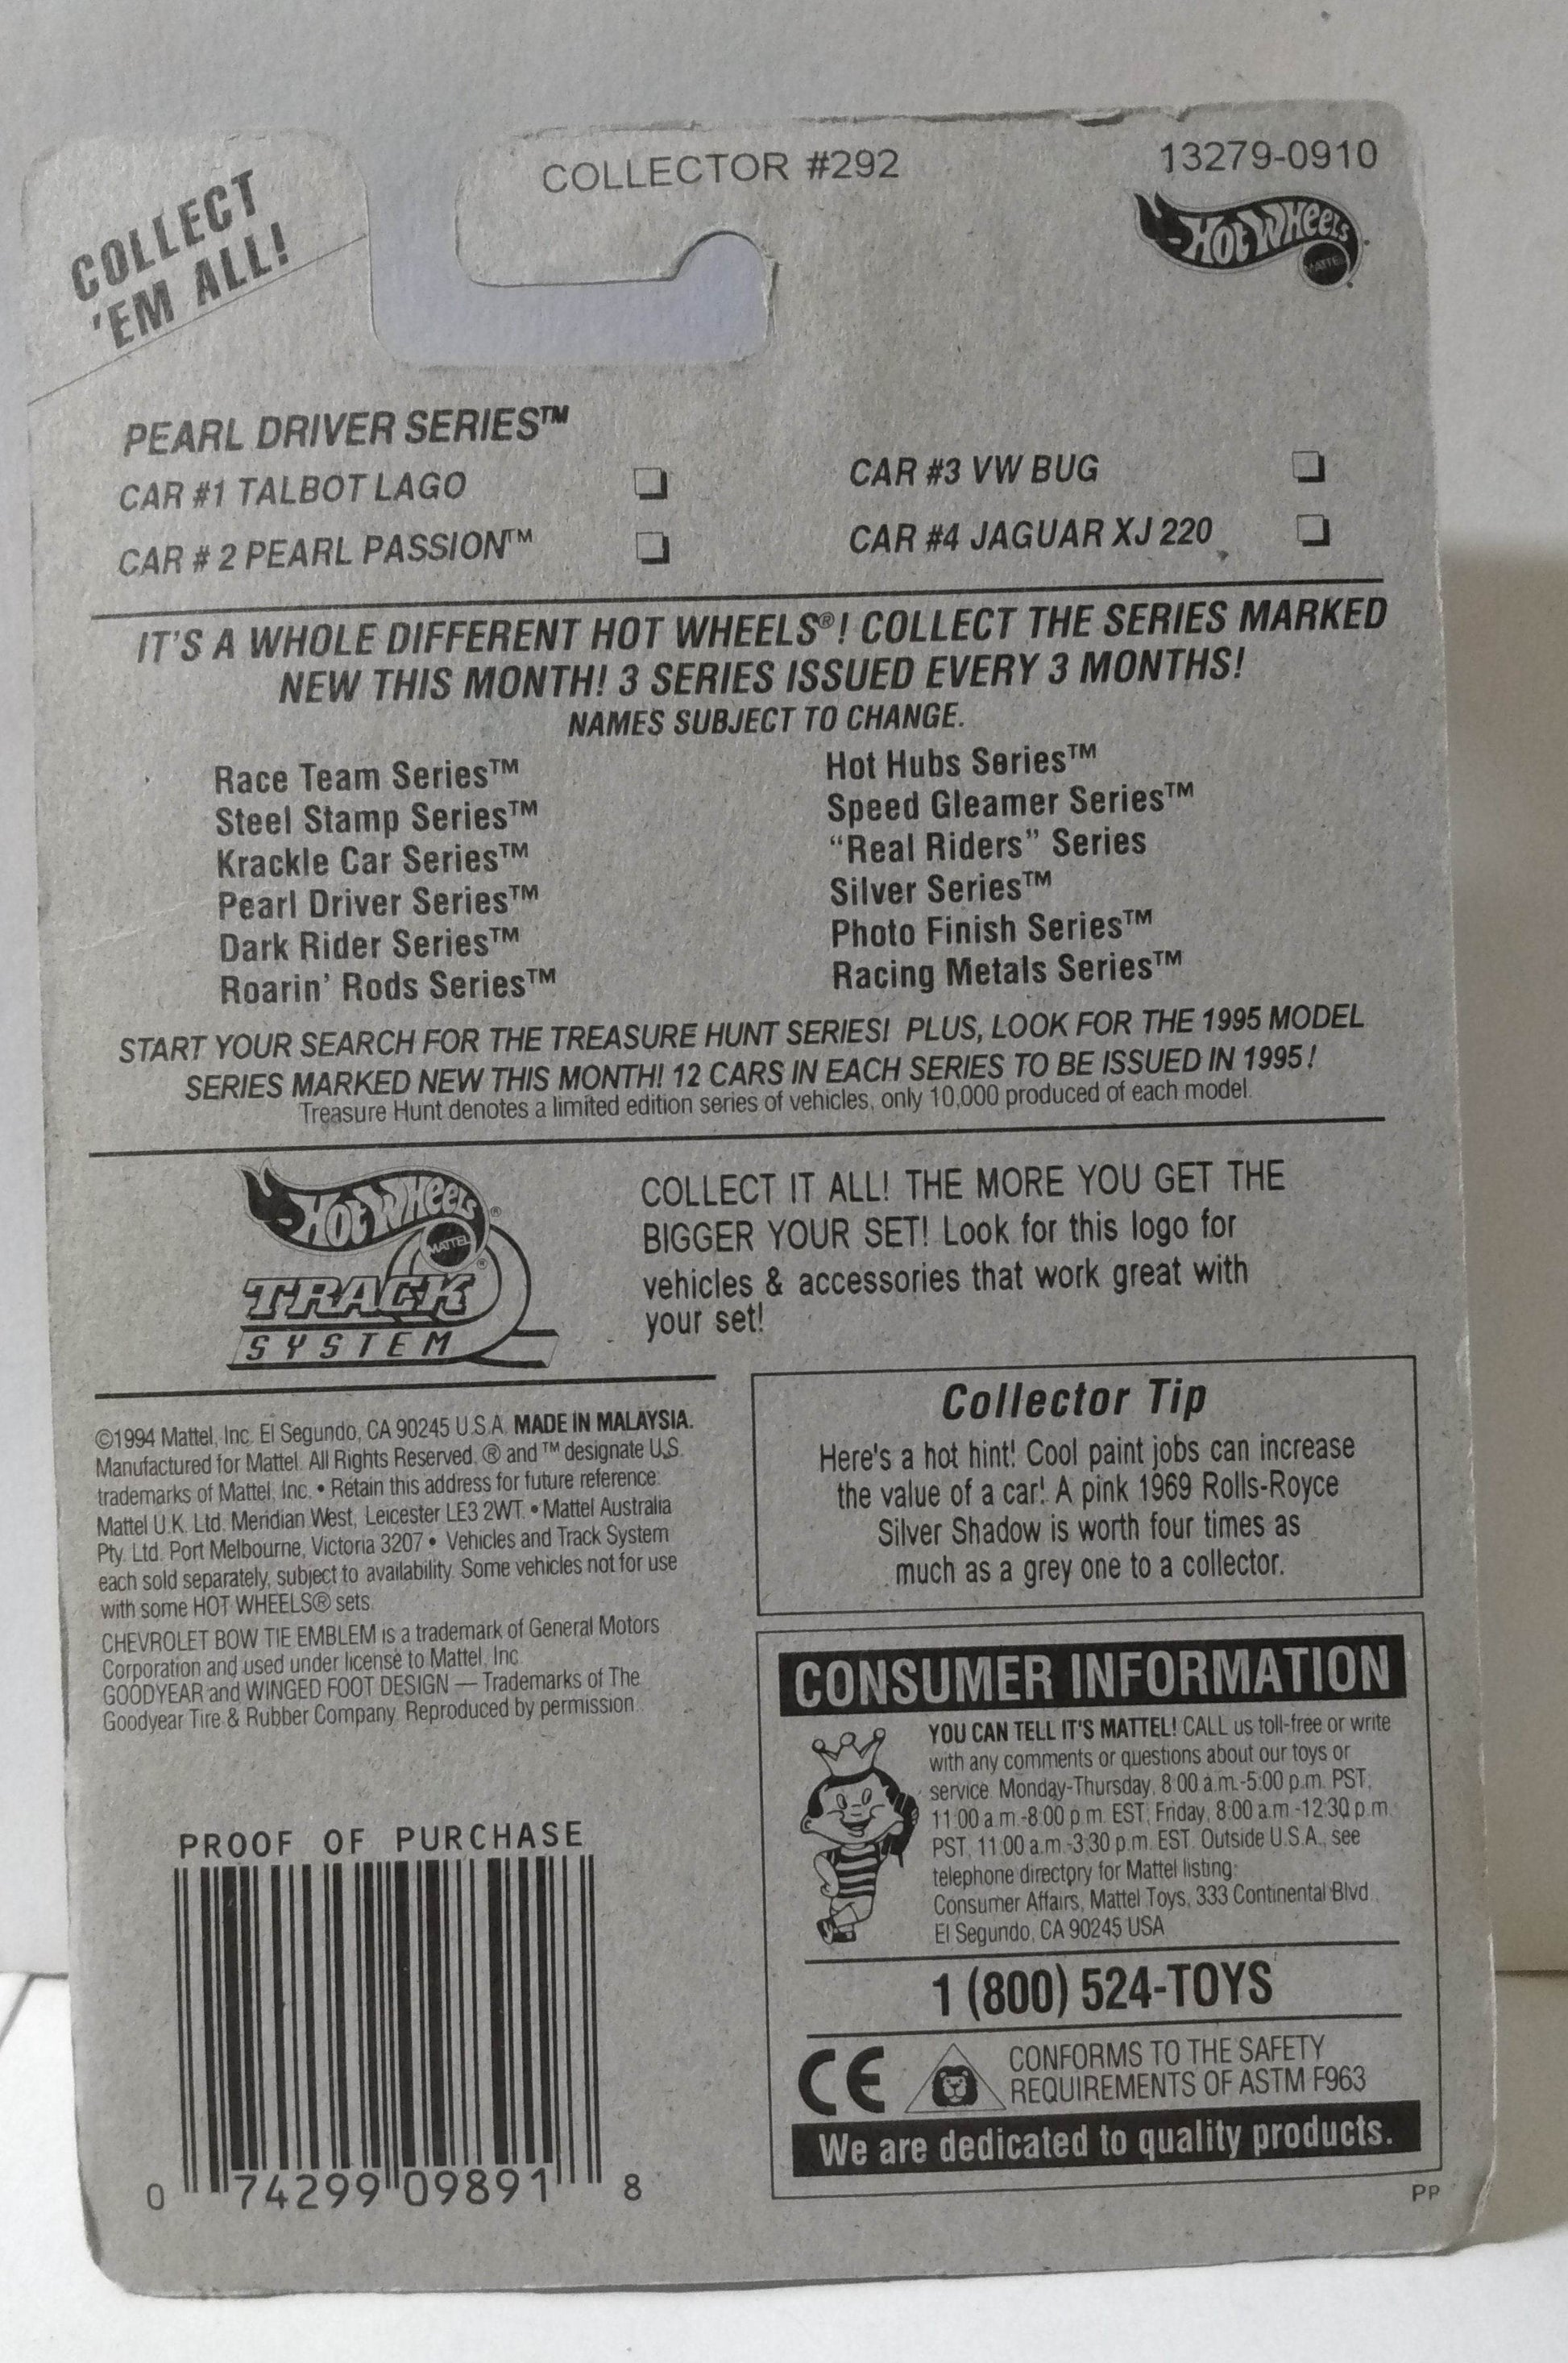 COLLECTOR #292
13279-0910
COLLECT
'EM ALL!
HOT WHEELS
MATTEL
PEARL DRIVER SERIES™
CAR #1 TALBOT LAGO
CAR # 2 PEARL PASSION™
CAR #3 VW BUG
CAR #4 JAGUAR XJ 220
IT'S A WHOLE DIFFERENT HOT WHEELS®! COLLECT THE SERIES MARKED
NEW THIS MONTH! 3 SERIES ISSUED EVERY 3 MONTHS!
NAMES SUBJECT TO CHANGE.
Race Team Series™
Steel Stamp Series™
Krackle Car Series™
Pearl Driver Series™
Dark Rider Series™
Roarin' Rods Series™
Hot Hubs Series™
Speed Gleamer Series™
"Real Riders" Series
Silver Series™
Photo Finish Series™
Racing Metals Series™
START YOUR SEARCH FOR THE TREASURE HUNT SERIES! PLUS, LOOK FOR THE 1995 MODEL
SERIES MARKED NEW THIS MONTH! 12 CARS IN EACH SERIES TO BE ISSUED IN 1995!
Treasure Hunt denotes a limited edition series of vehicles, only 10,000 produced of each model.
HOT WHEELS®
MATTEL®
TRACK
SYSTEM
COLLECT IT ALL! THE MORE YOU GET THE
BIGGER YOUR SET! Look for this logo for
vehicles & accessories that work great with
your set!
©1994 Mattel, Inc. El Segundo, CA 90245 U.S.A. MADE IN MALAYSIA.
Manufactured for Mattel. All Rights Reserved. ® and ™ designate U.S.
trademarks of Mattel, Inc. • Retain this address for future reference:
Mattel U.K. Ltd. Meridian West, Leicester LE3 2WT. • Mattel Australia
Pty. Ltd. Port Melbourne, Victoria 3207 • Vehicles and Track System
each sold separately, subject to availability. Some vehicles not for use
with some HOT WHEELS® sets.
CHEVROLET BOW TIE EMBLEM is a trademark of General Motors
Corporation and used under license to Mattel, Inc.
GOODYEAR and WINGED FOOT DESIGN — Trademarks of The
Goodyear Tire & Rubber Company. Reproduced by permission.
Collector Tip
Here's a hot hint! Cool paint jobs can increase
the value of a car! A pink 1969 Rolls-Royce
Silver Shadow is worth four times as
much as a grey one to a collector.
CONSUMER INFORMATION
YOU CAN TELL IT'S MATTEL! CALL us toll-free or write
with any comments or questions about our toys or
service. Monday-Thursday, 8:00 a.m.-5:00 p.m. PST;
11:00 a.m.-8:00 p.m. EST; Friday, 8:00 a.m.-12:30 p.m.
PST, 11:00 a.m.-3:30 p.m. EST. Outside U.S.A., see
telephone directory for Mattel listing:
Consumer Affairs, Mattel Toys, 333 Continental Blvd.
El Segundo, CA 90245 USA
1 (800) 524-TOYS
CE
CONFORMS TO THE SAFETY
REQUIREMENTS OF ASTM F963
We are dedicated to quality products.
PP
PROOF OF PURCHASE
0 74299 09891 8